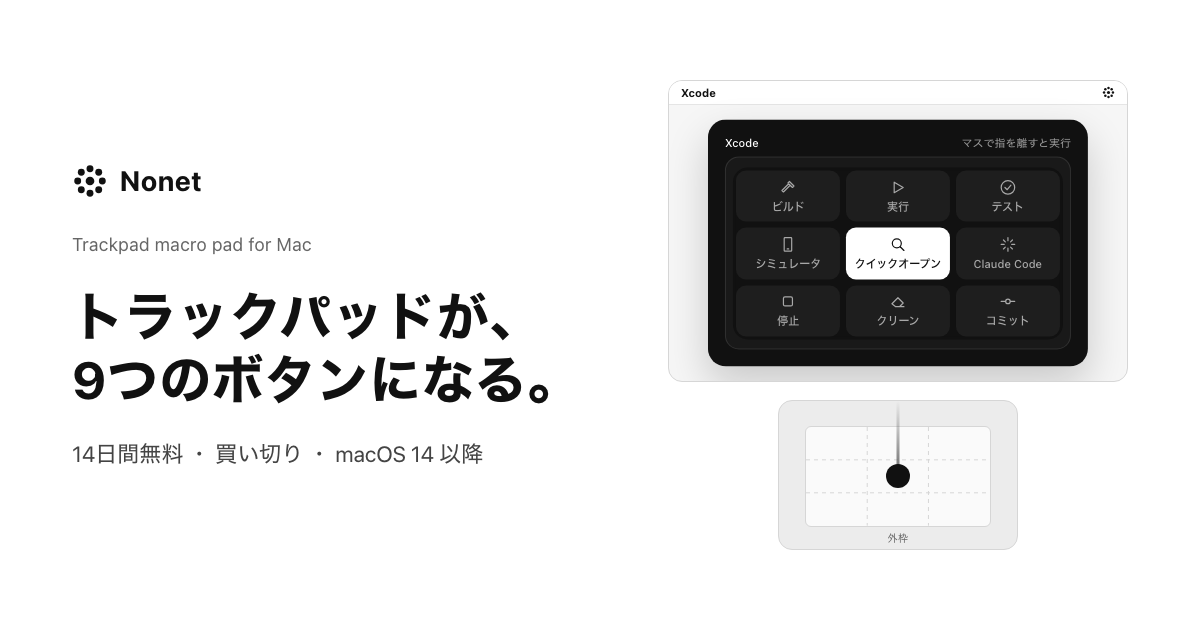 Nonet
Trackpad macro pad for Mac
トラックパッドが、
9つのボタンになる。
14日間無料 ・ 買い切り ・ macOS 14 以降
Xcode
Xcode
マスで指を離すと実行
ビルド
実行
テスト
シミュレータ
クイックオープン
Claude Code
停止
クリーン
コミット
外枠